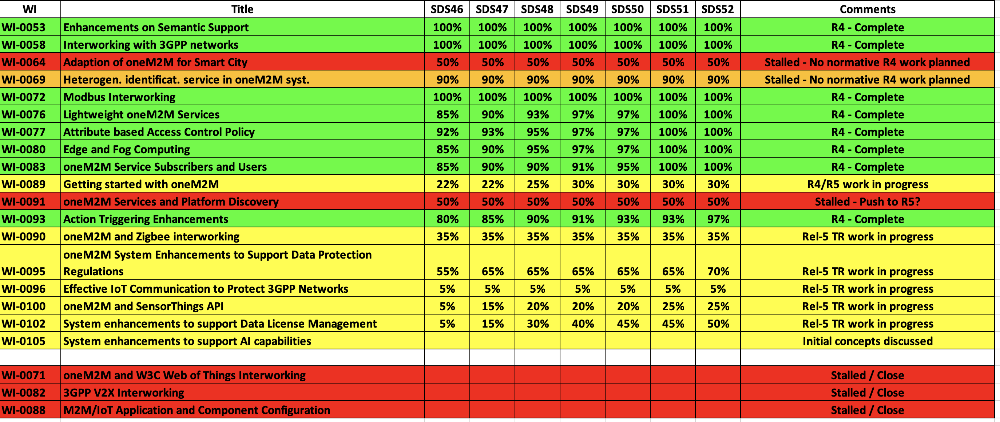 WI Title SDS46 SDS47 SDS48 SDS49 SDS50 SDS51 SDS52 Comments
WI-0053 Enhancements on Semantic Support 100% 100% 100% 100% 100% 100% 100% R4 - Complete
WI-0058 Interworking with 3GPP networks 100% 100% 100% 100% 100% 100% 100% R4 - Complete
WI-0064 Adaption of oneM2M for Smart City 50% 50% 50% 50% 50% 50% 50% Stalled - No normative R4 work planned
WI-0069 Heterogen. identificat. service in oneM2M syst. 90% 90% 90% 90% 90% 90% 90% Stalled - No normative R4 work planned
WI-0072 Modbus Interworking 100% 100% 100% 100% 100% 100% 100% R4 - Complete
WI-0076 Lightweight oneM2M Services 85% 90% 93% 97% 97% 100% 100% R4 - Complete
WI-0077 Attribute based Access Control Policy 92% 93% 95% 97% 97% 100% 100% R4 - Complete
WI-0080 Edge and Fog Computing 85% 90% 95% 97% 97% 100% 100% R4 - Complete
WI-0083 oneM2M Service Subscribers and Users 85% 90% 90% 91% 95% 100% 100% R4 - Complete
WI-0089 Getting started with oneM2M 22% 22% 25% 30% 30% 30% 30% R4/R5 work in progress
WI-0091 oneM2M Services and Platform Discovery 50% 50% 50% 50% 50% 50% 50% Stalled - Push to R5?
WI-0093 Action Triggering Enhancements 80% 85% 90% 91% 93% 93% 97% R4 - Complete
WI-0090 oneM2M and Zigbee interworking 35% 35% 35% 35% 35% 35% 35% Rel-5 TR work in progress
oneM2M System Enhancements to Support Data Protection
WI-0095 Regulations 55% 65% 65% 65% 65% 65% 70% Rel-5 TR work in progress
WI-0096 Effective IoT Communication to Protect 3GPP Networks 5% 5% 5% 5% 5% 5% 5% Rel-5 TR work in progress
WI-0100 oneM2M and SensorThings API 5% 15% 20% 20% 20% 25% 25% Rel-5 TR work in progress
WI-0102 System enhancements to support Data License Management 5% 15% 30% 40% 45% 45% 50% Rel-5 TR work in progress
WI-0105 System enhancements to support AI capabilities Initial concepts discussed
WI-0071 oneM2M and W3C Web of Things Interworking Stalled / Close
WI-0082 3GPP V2X Interworking Stalled / Close
WI-0088 M2M/IoT Application and Component Configuration Stalled / Close